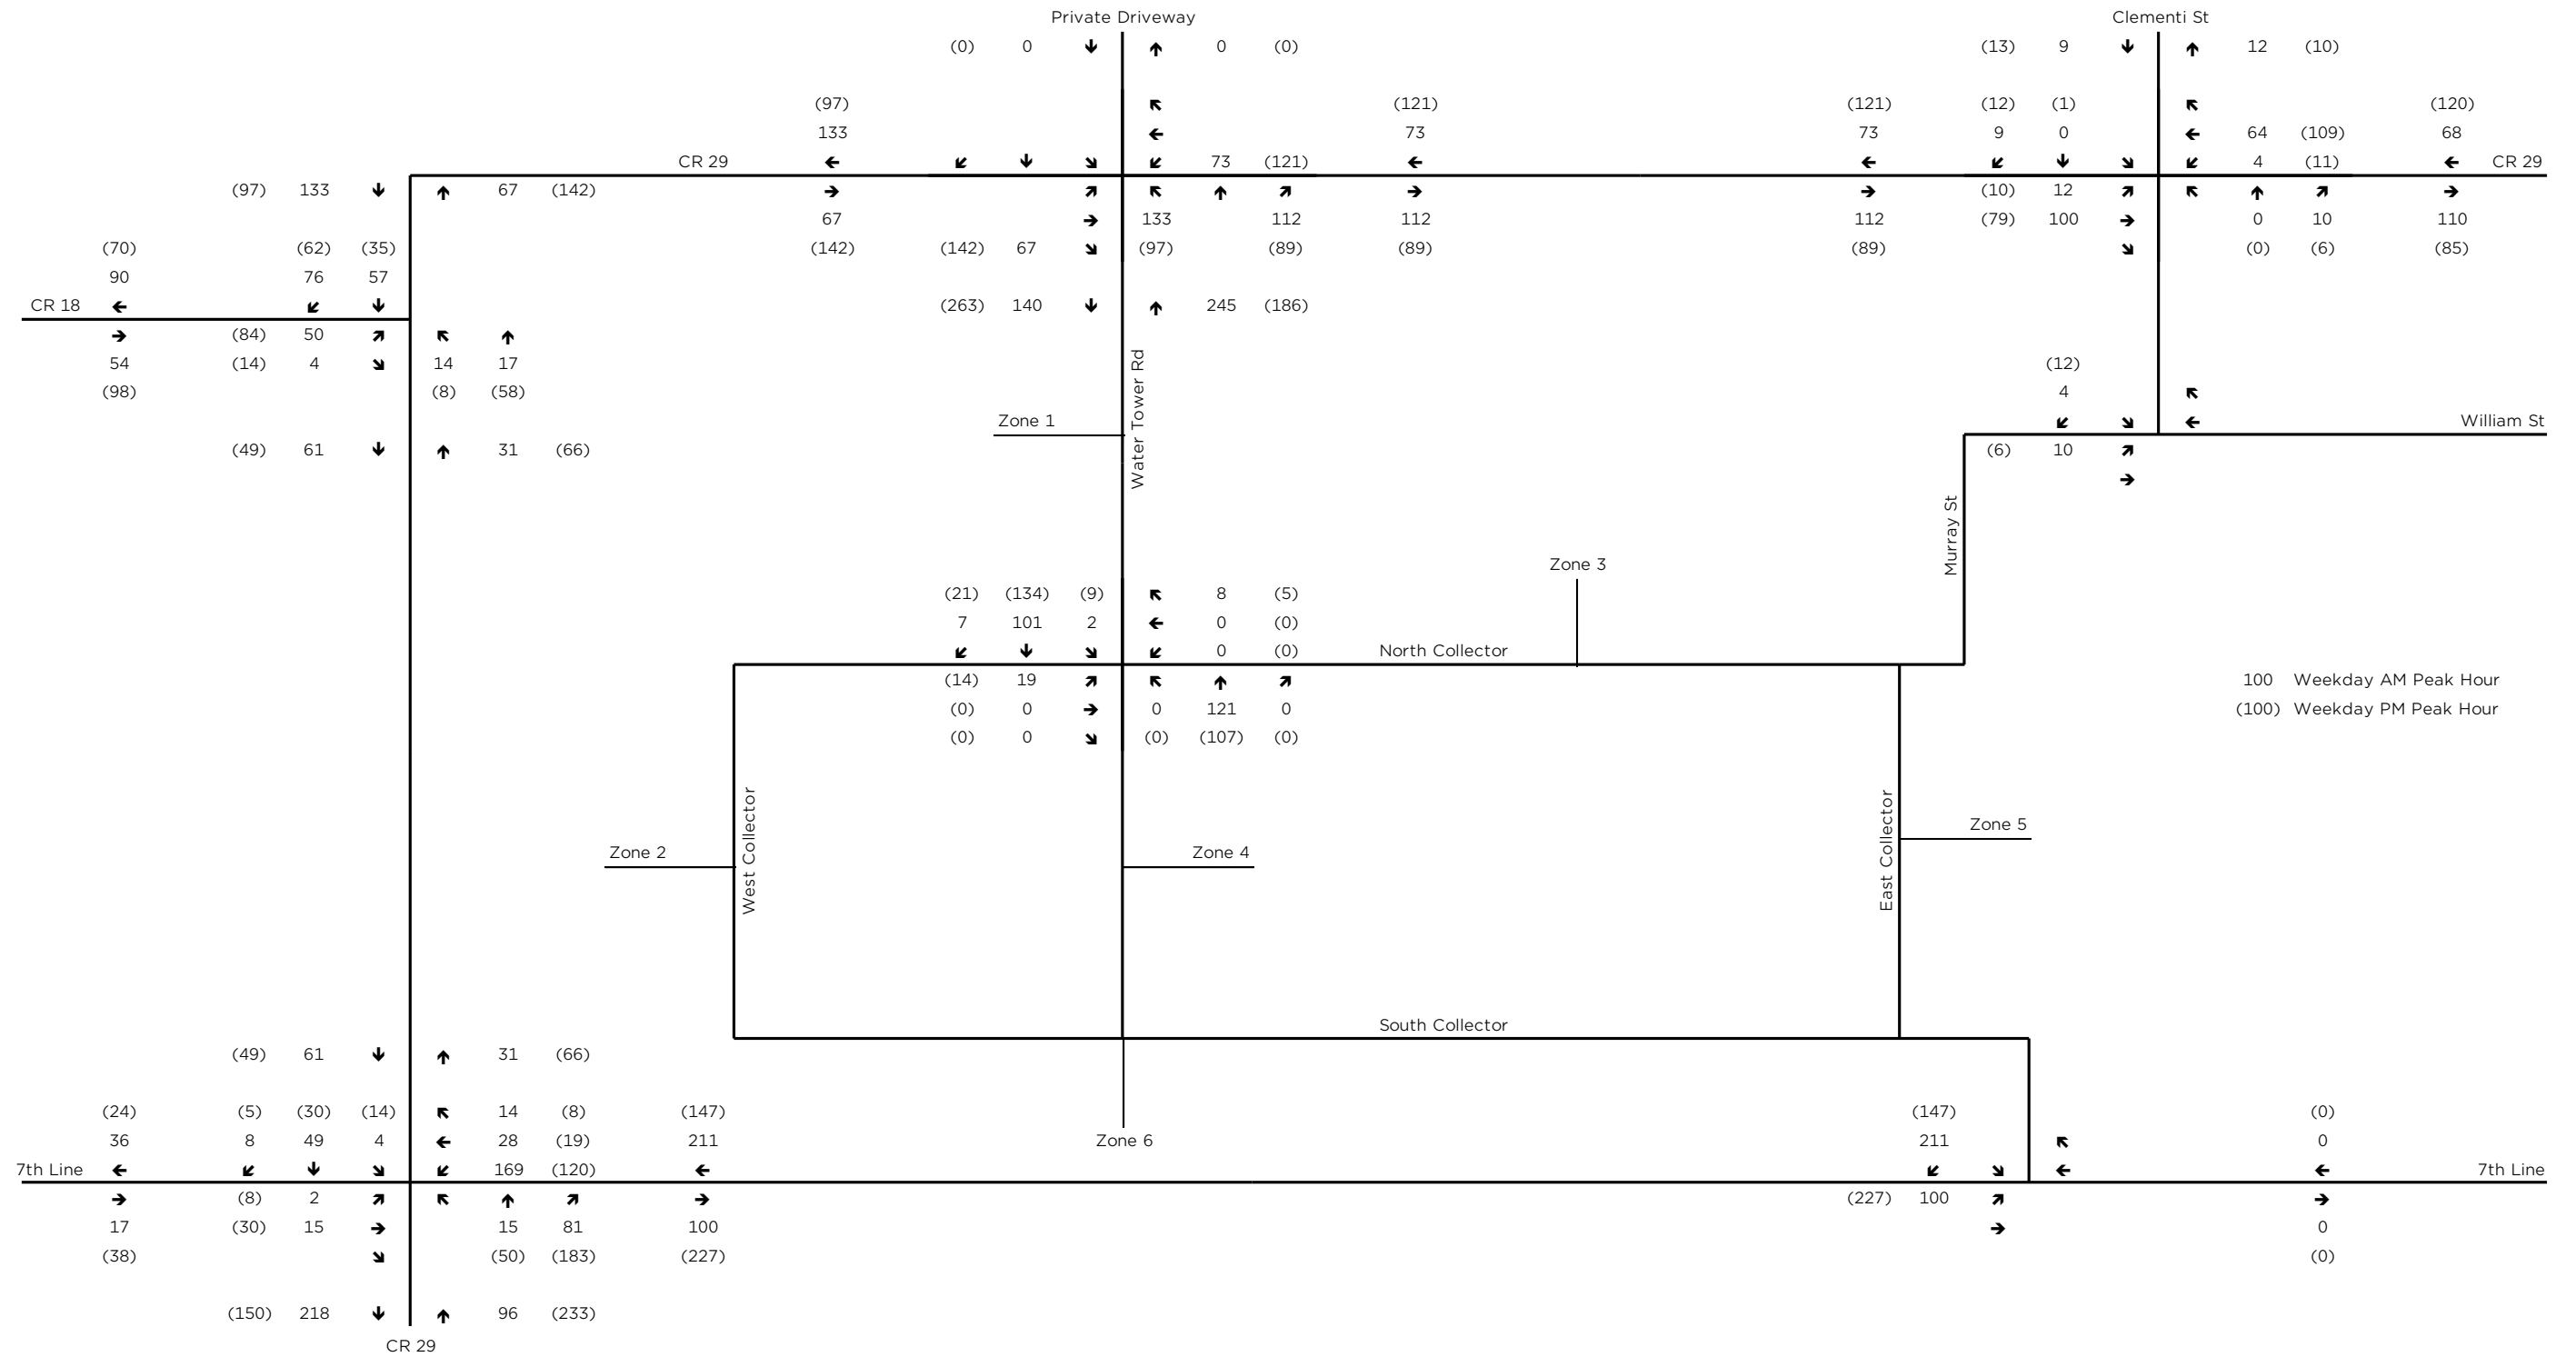 Private Driveway Clementi St
(0) 0 ↓ ↑ 0 (0) (13) 9 ↓ ↑ 12 (10)
(97) ↖ (121) (121) (12) (1) ↖ (120)
133 ← 73 73 9 0 ← 64 (109) 68
CR 29 ← ↙ ↓ ↘ ↙ 73 (121) ← ← ↙ ↓ ↘ ↙ 4 (11) ← CR 29
(97) 133 ↓ ↑ 67 (142) → ↗ ↖ ↑ ↗ → → (10) 12 ↗ ↖ ↑ ↗ →
67 → 133 112 112 112 (79) 100 → 0 10 110
(70) (62) (35) (142) (142) 67 ↘ (97) (89) (89) (89) ↘ (0) (6) (85)
90 76 57
CR 18 ← ↙ ↓ (263) 140 ↓ ↑ 245 (186)
→ (84) 50 ↗ ↖ ↑
54 (14) 4 ↘ 14 17 (12)
(98) (8) (58) 4 ↖
Water Tower Rd
Zone 1 ↙ ↘ ← William St
(49) 61 ↓ ↑ 31 (66) (6) 10 ↗
→
Murray St
Zone 3
(21) (134) (9) ↖ 8 (5)
7 101 2 ← 0 (0)
↙ ↓ ↘ ↙ 0 (0) North Collector
(14) 19 ↗ ↖ ↑ ↗ 100 Weekday AM Peak Hour
(0) 0 → 0 121 0 (100) Weekday PM Peak Hour
(0) 0 ↘ (0) (107) (0)
West Collector
East Collector
Zone 5
Zone 2 Zone 4
South Collector
(49) 61 ↓ ↑ 31 (66)
(24) (5) (30) (14) ↖ 14 (8) (147) (147) (0)
36 8 49 4 ← 28 (19) 211 Zone 6 211 ↖ 0
7th Line ← ↙ ↓ ↘ ↙ 169 (120) ← ↙ ↘ ← ← 7th Line
→ (8) 2 ↗ ↖ ↑ ↗ → (227) 100 ↗ →
17 (30) 15 → 15 81 100 → 0
(38) ↘ (50) (183) (227) (0)
(150) 218 ↓ ↑ 96 (233)
CR 29